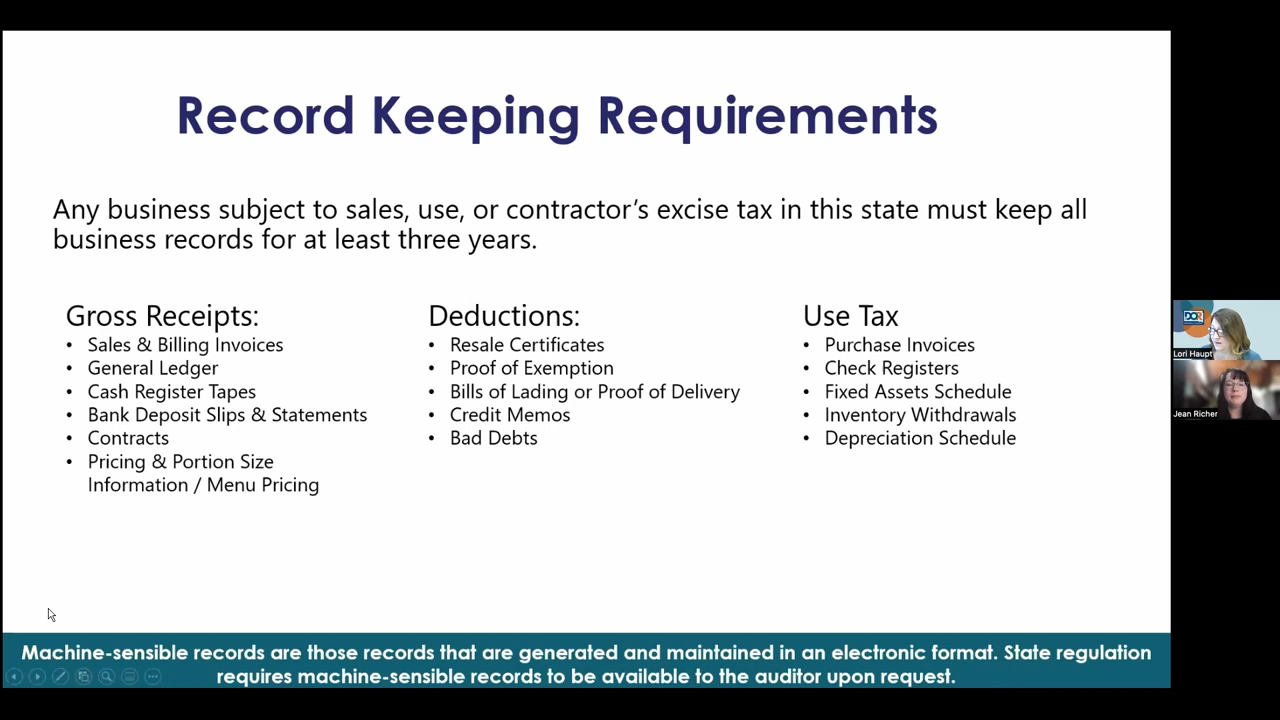 Record Keeping Requirements
Any business subject to sales, use, or contractor's excise tax in this state must keep all
business records for at least three years.
Gross Receipts:
• Sales & Billing Invoices
• General Ledger
• Cash Register Tapes
• Bank Deposit Slips & Statements
• Contracts
• Pricing & Portion Size
Information / Menu Pricing
Deductions:
• Resale Certificates
• Proof of Exemption
• Bills of Lading or Proof of Delivery
• Credit Memos
• Bad Debts
Use Tax
• Purchase Invoices
• Check Registers
• Fixed Assets Schedule
• Inventory Withdrawals
• Depreciation Schedule
Machine-sensible records are those records that are generated and maintained in an electronic format. State regulation
requires machine-sensible records to be available to the auditor upon request.
DOR
Lori Haupt
Jean Richer